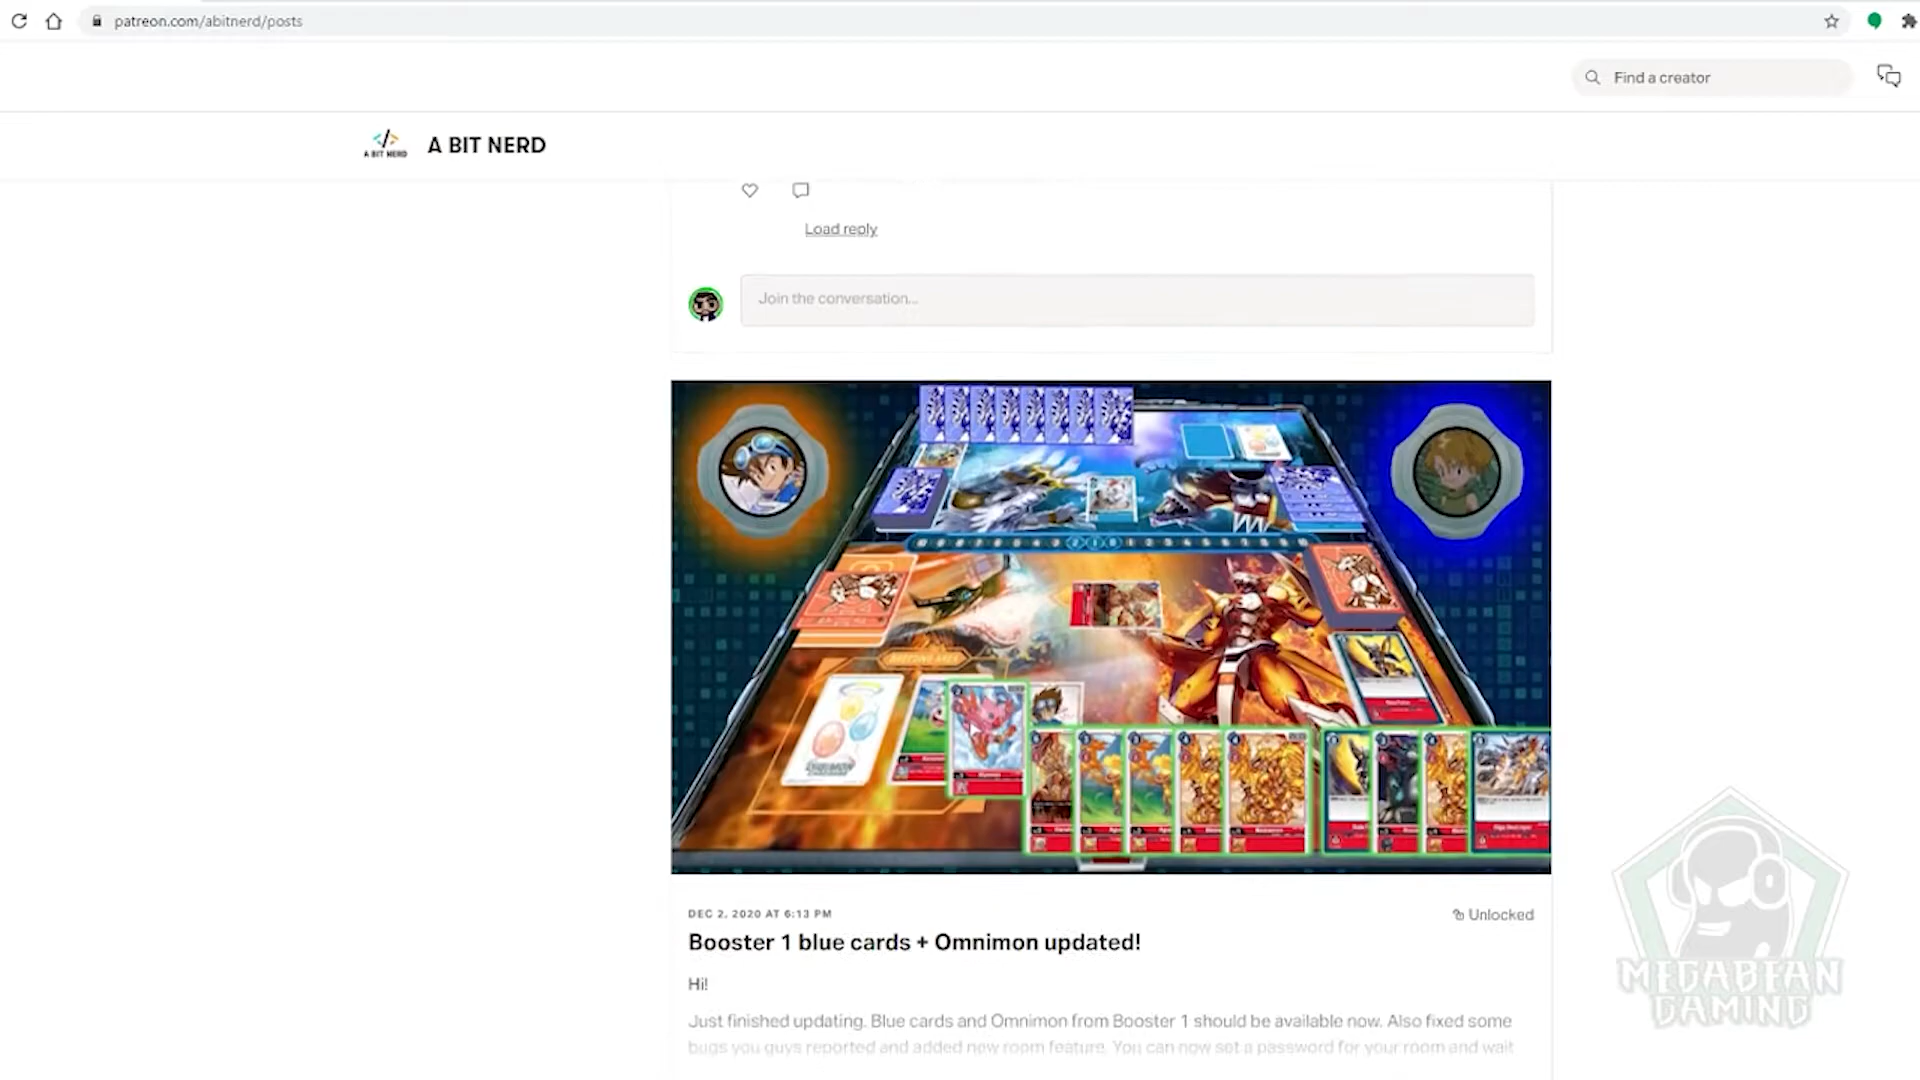 patreon.com/abitnerd/posts
Find a creator
A BIT NERD
A BIT NERD
Load reply
Join the conversation...
DEC 2, 2020 AT 6:13 PM
Unlocked
Booster 1 blue cards + Omnimon updated!
Hi!
Just finished updating. Blue cards and Omnimon from Booster 1 should be available now. Also fixed some
bugs you guys reported and added new room feature. You can now set a password for your room and wait
MEGABEAN
GAMING